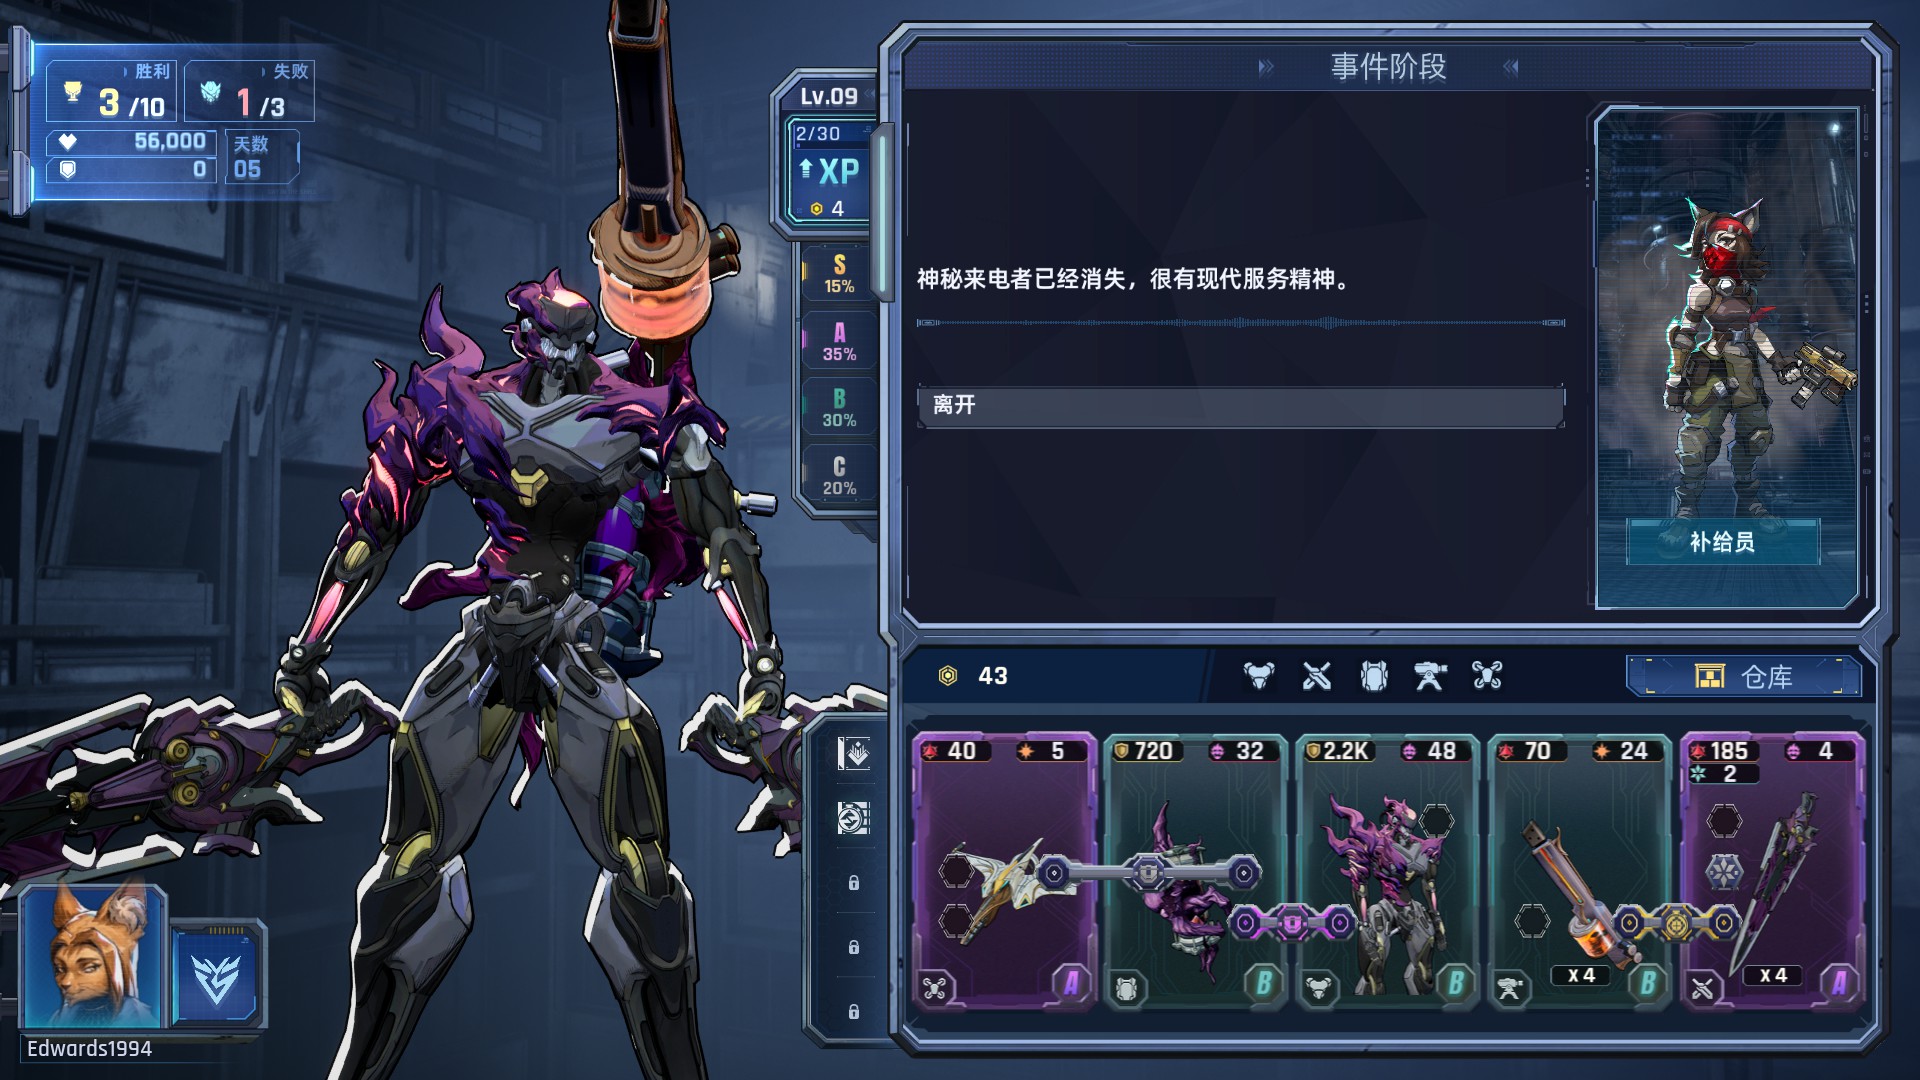 胜利
3 /10
失败
1 /3
56,000
0
天数
05
Lv.09
2/30
XP
4
S
15%
A
35%
B
30%
C
20%
事件阶段
神秘来电者已经消失，很有现代服务精神。
离开
补给员
43
仓库
40 5
A
720 32
B
2.2K 48
B
70 24
x4
B
185 4
2
x4
A
Edwards1994